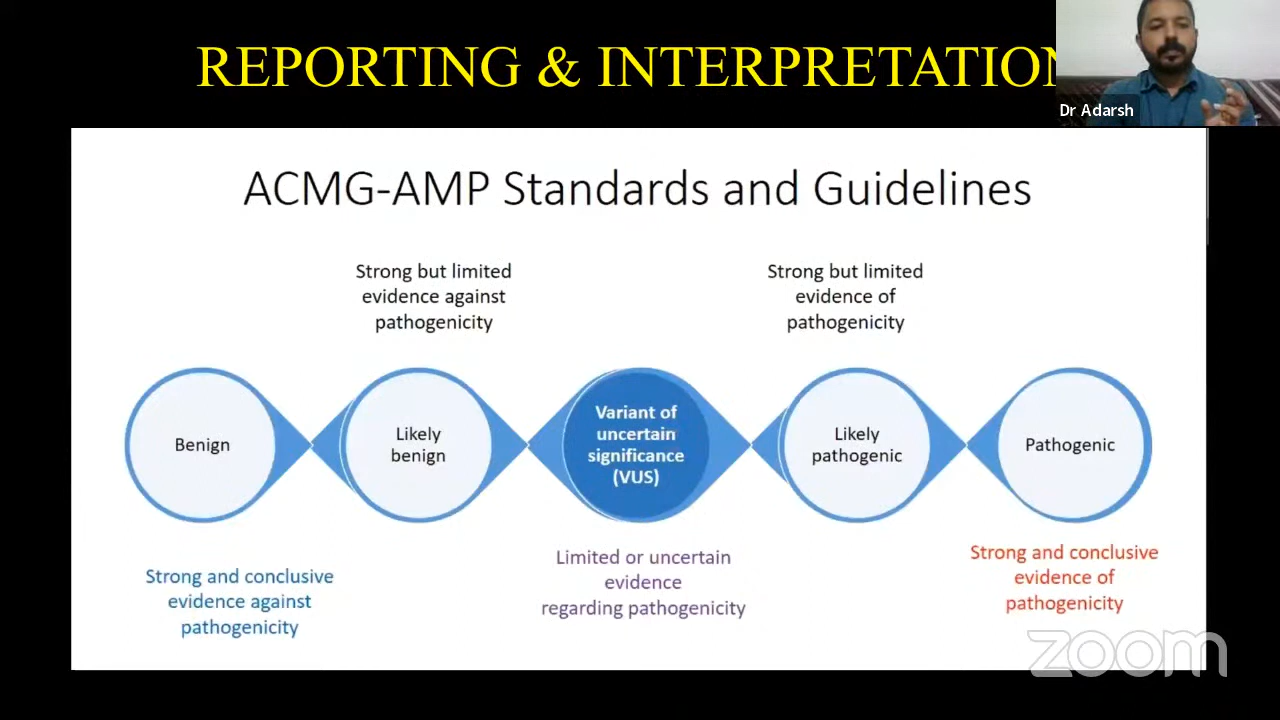 REPORTING & INTERPRETATION
Dr Adarsh
ACMG-AMP Standards and Guidelines
Strong but limited
evidence against
pathogenicity
Strong but limited
evidence of
pathogenicity
Benign
Likely
benign
Variant of
uncertain
significance
(VUS)
Likely
pathogenic
Pathogenic
Strong and conclusive
evidence against
pathogenicity
Limited or uncertain
evidence
regarding pathogenicity
Strong and conclusive
evidence of
pathogenicity
zoom